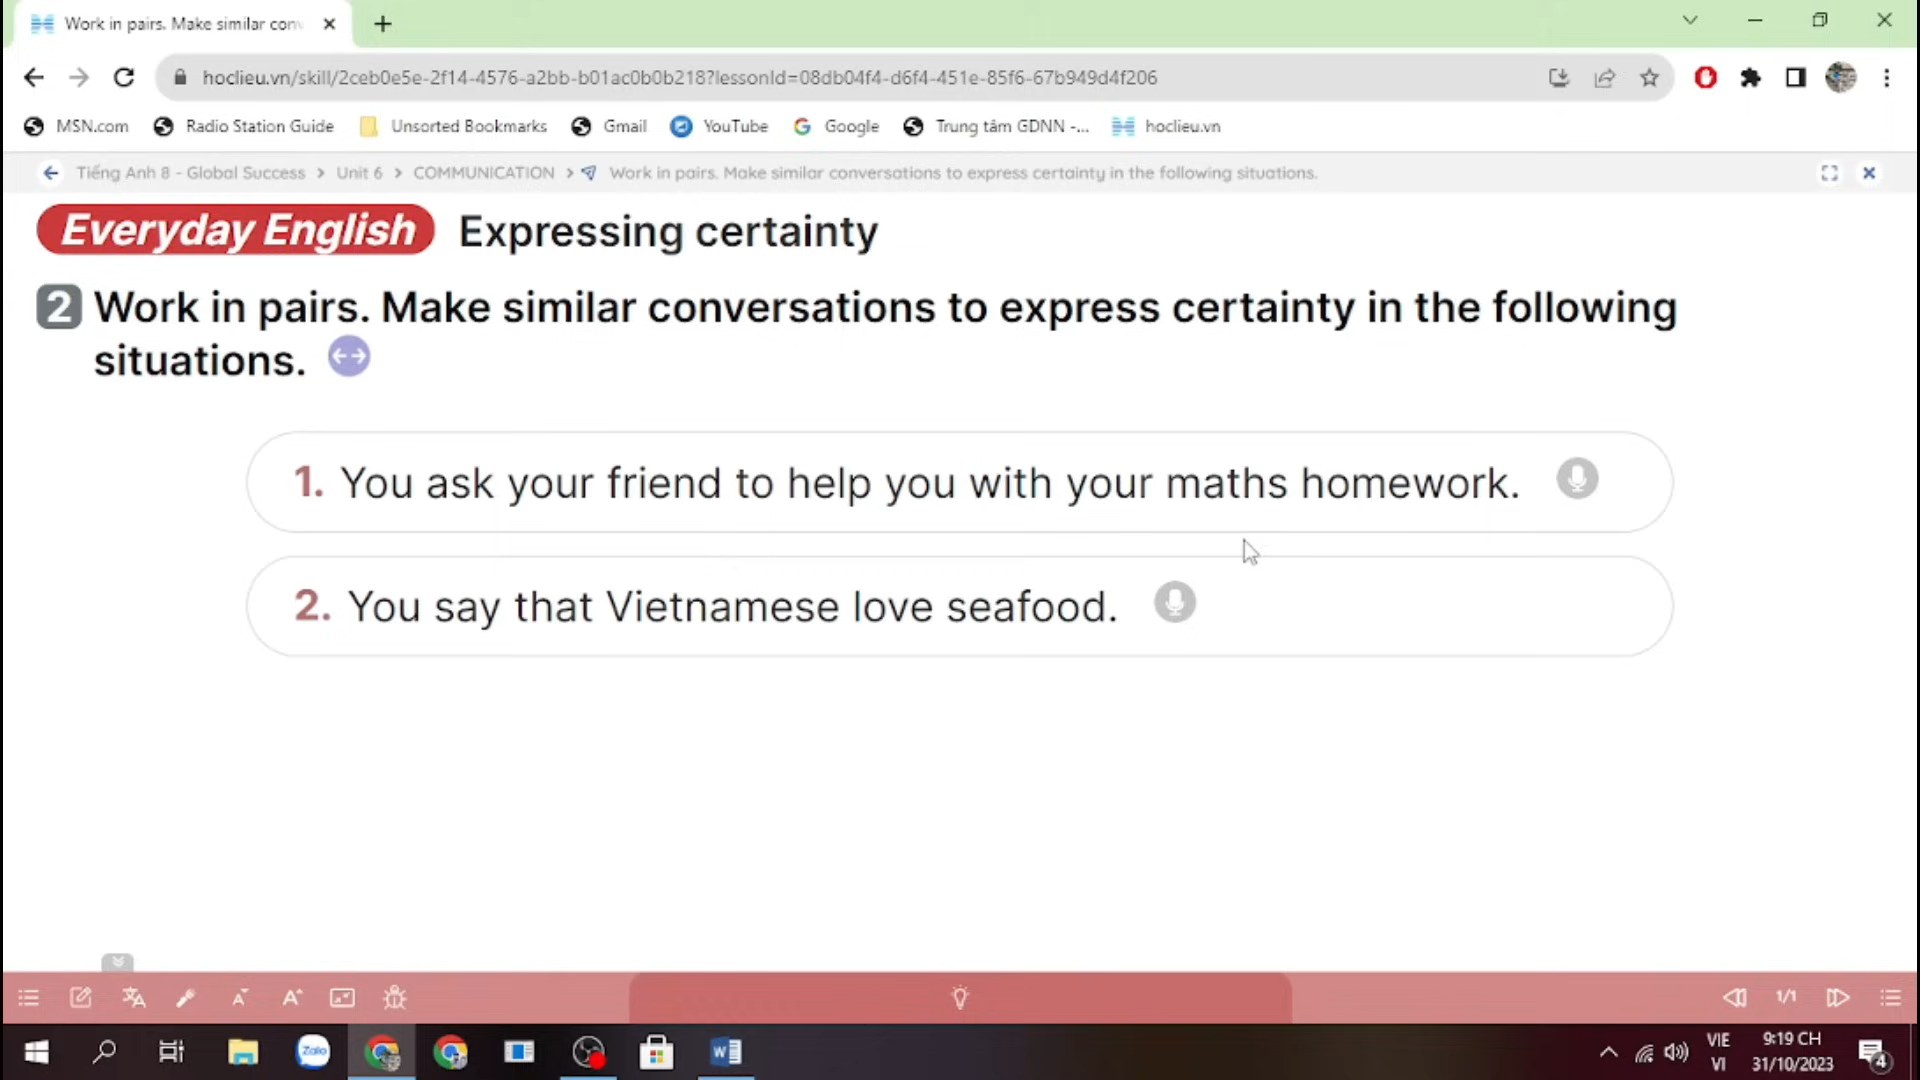 Work in pairs. Make similar conv
hoclieu.vn/skill/2ceb0e5e-2f14-4576-a2bb-b01ac0b0b218?lessonId=08db04f4-d6f4-451e-85f6-67b949d4f206
MSN.com Radio Station Guide Unsorted Bookmarks Gmail YouTube Google Trung tâm GDNN -... hoclieu.vn
Tiếng Anh 8 - Global Success > Unit 6 > COMMUNICATION > Work in pairs. Make similar conversations to express certainty in the following situations.
Everyday English Expressing certainty
2 Work in pairs. Make similar conversations to express certainty in the following
situations.
1. You ask your friend to help you with your maths homework.
2. You say that Vietnamese love seafood.
1/1
Zalo
VIE 9:19 CH
VI 31/10/2023 4